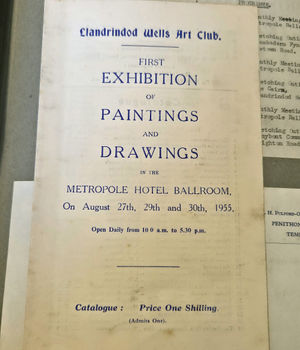 Llandrindod Wells Art Club.
FIRST
EXHIBITION
OF
PAINTINGS
AND
DRAWINGS
IN THE
METROPOLE HOTEL BALLROOM,
On August 27th, 29th and 30th, 1955,
Open Daily from 10 0 a.m. to 5.30 p.m.
Catalogue : Price One Shilling.
(Admits One).